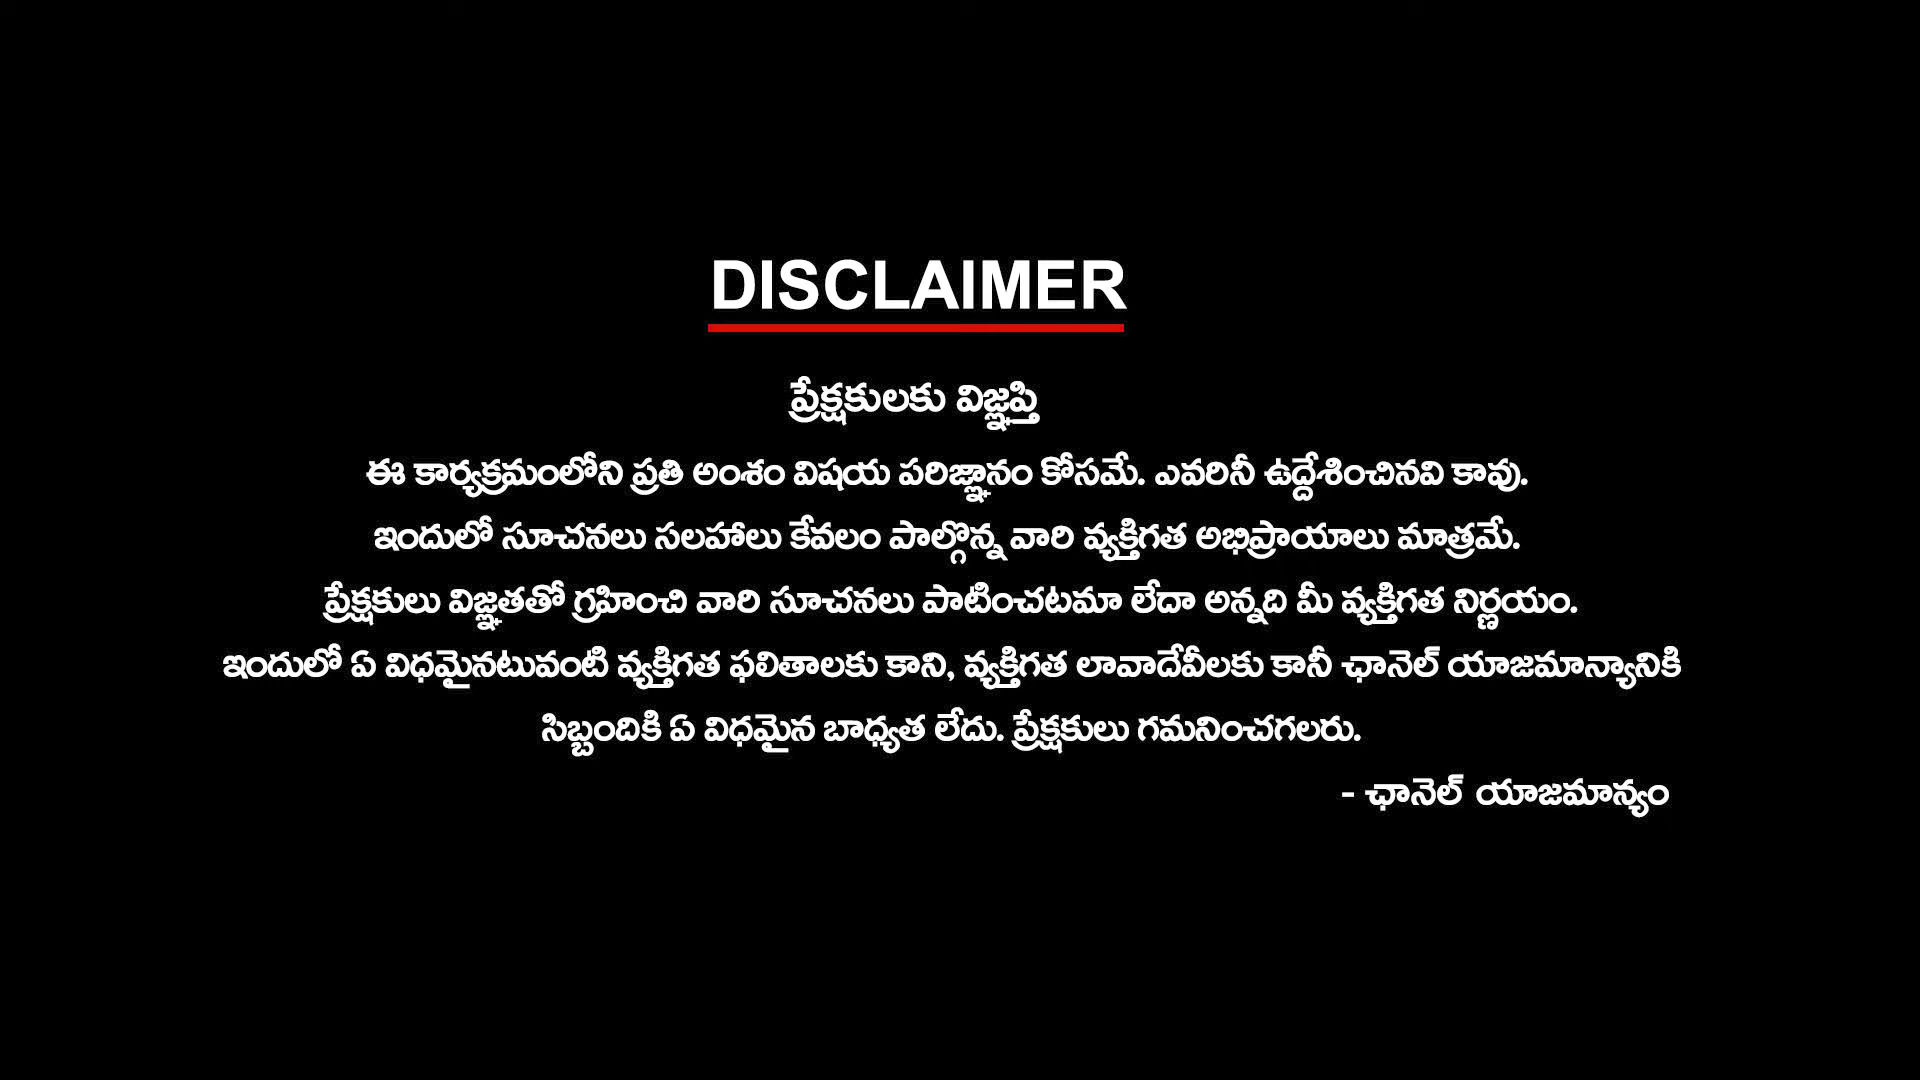 DISCLAIMER
ప్రేక్షకులకు విజ్ఞప్తి
ఈ కార్యక్రమంలోని ప్రతి అంశం విషయ పరిజ్ఞానం కోసమే. ఎవరినీ ఉద్దేశించినవి కావు.
ఇందులో సూచనలు సలహాలు కేవలం పాల్గొన్న వారి వ్యక్తిగత అభిప్రాయాలు మాత్రమే.
ప్రేక్షకులు విజ్ఞతతో గ్రహించి వారి సూచనలు పాటించటమా లేదా అన్నది మీ వ్యక్తిగత నిర్ణయం.
ఇందులో ఏ విధమైనటువంటి వ్యక్తిగత ఫలితాలకు కాని, వ్యక్తిగత లావాదేవీలకు కానీ ఛానెల్ యాజమాన్యానికి
సిబ్బందికి ఏ విధమైన బాధ్యత లేదు. ప్రేక్షకులు గమనించగలరు.
- ఛానెల్ యాజమాన్యం